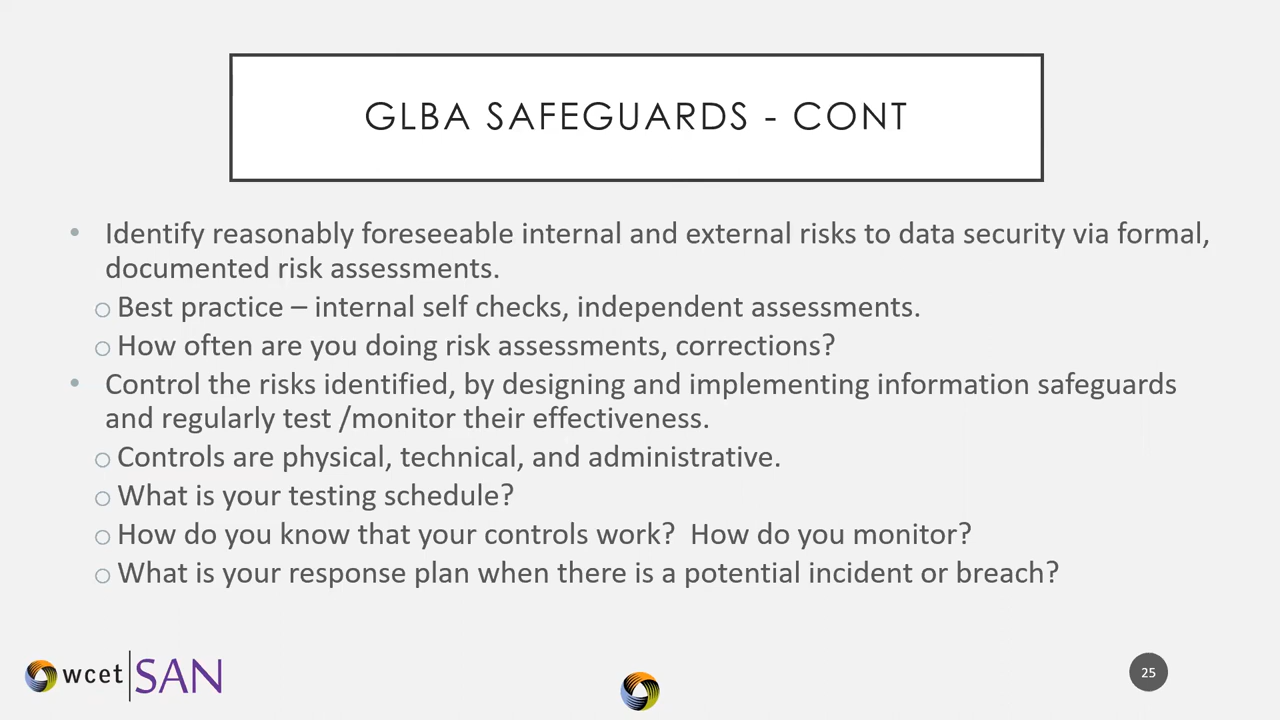 GLBA SAFEGUARDS - CONT
• Identify reasonably foreseeable internal and external risks to data security via formal,
documented risk assessments.
o Best practice – internal self checks, independent assessments.
o How often are you doing risk assessments, corrections?
• Control the risks identified, by designing and implementing information safeguards
and regularly test /monitor their effectiveness.
o Controls are physical, technical, and administrative.
o What is your testing schedule?
o How do you know that your controls work?  How do you monitor?
o What is your response plan when there is a potential incident or breach?
wcet SAN
25